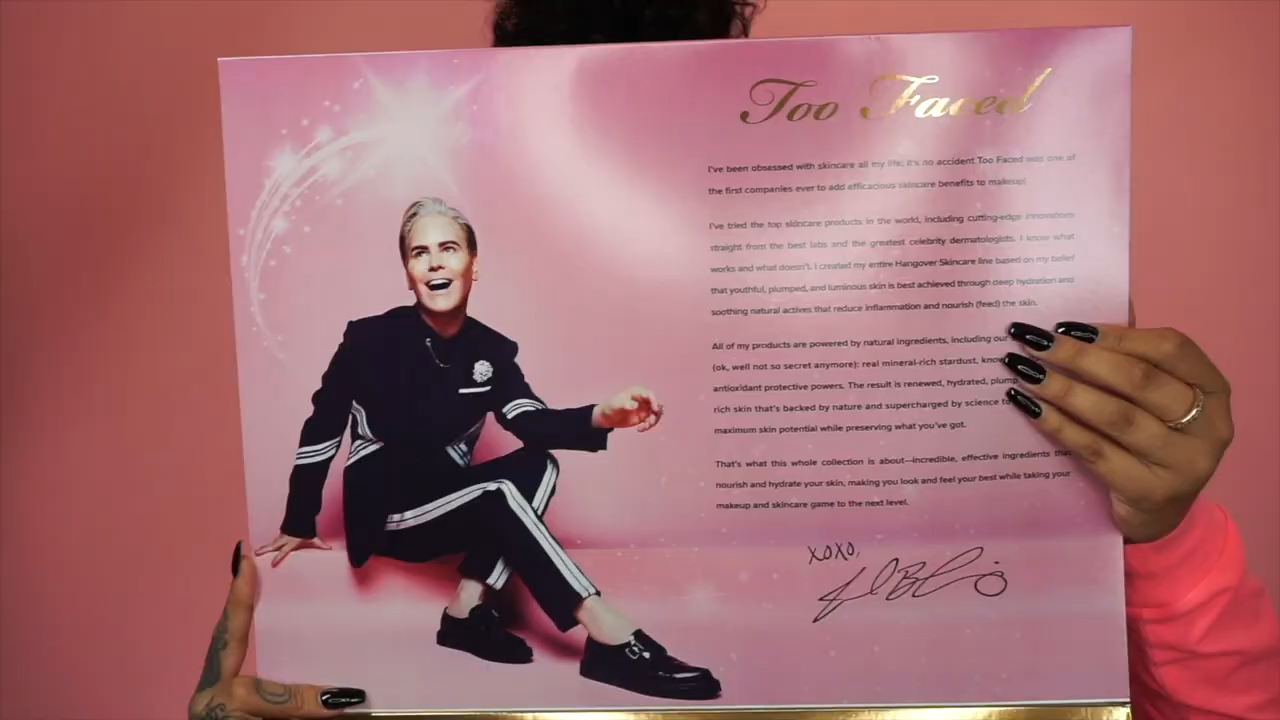 Too Faced
I've been obsessed with skincare all my life; it's no accident Too Faced was one of
the first companies ever to add efficacious skincare benefits to makeup!
I've tried the top skincare products in the world, including cutting-edge innovations
straight from the best labs and the greatest celebrity dermatologists. I know what
works and what doesn't. I created my entire Hangover Skincare line based on my belief
that youthful, plumped, and luminous skin is best achieved through deep hydration and
soothing natural actives that reduce inflammation and nourish (feed) the skin.
All of my products are powered by natural ingredients, including our
(ok, well not so secret anymore): real mineral-rich stardust, know
antioxidant protective powers. The result is renewed, hydrated, plump
rich skin that's backed by nature and supercharged by science to
maximum skin potential while preserving what you've got.
That's what this whole collection is about—incredible, effective ingredients that
nourish and hydrate your skin, making you look and feel your best while taking your
makeup and skincare game to the next level.
XOXO,